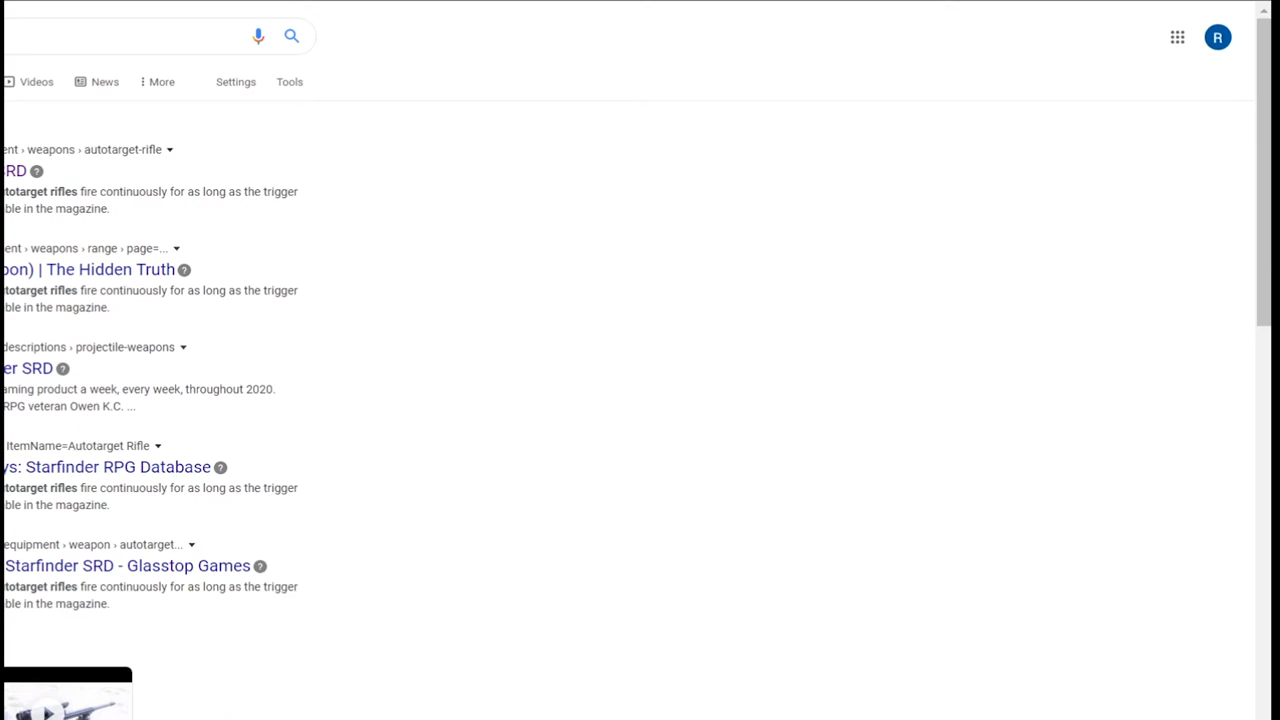 R
Videos News More Settings Tools
ent › weapons › autotarget-rifle
SRD
totarget rifles fire continuously for as long as the trigger
ble in the magazine.
ent › weapons › range › page=...
pon) | The Hidden Truth
totarget rifles fire continuously for as long as the trigger
ble in the magazine.
descriptions › projectile-weapons
er SRD
aming product a week, every week, throughout 2020.
RPG veteran Owen K.C. ...
ItemName=Autotarget Rifle
ys: Starfinder RPG Database
totarget rifles fire continuously for as long as the trigger
ble in the magazine.
equipment › weapon › autotarget...
Starfinder SRD - Glasstop Games
totarget rifles fire continuously for as long as the trigger
ble in the magazine.